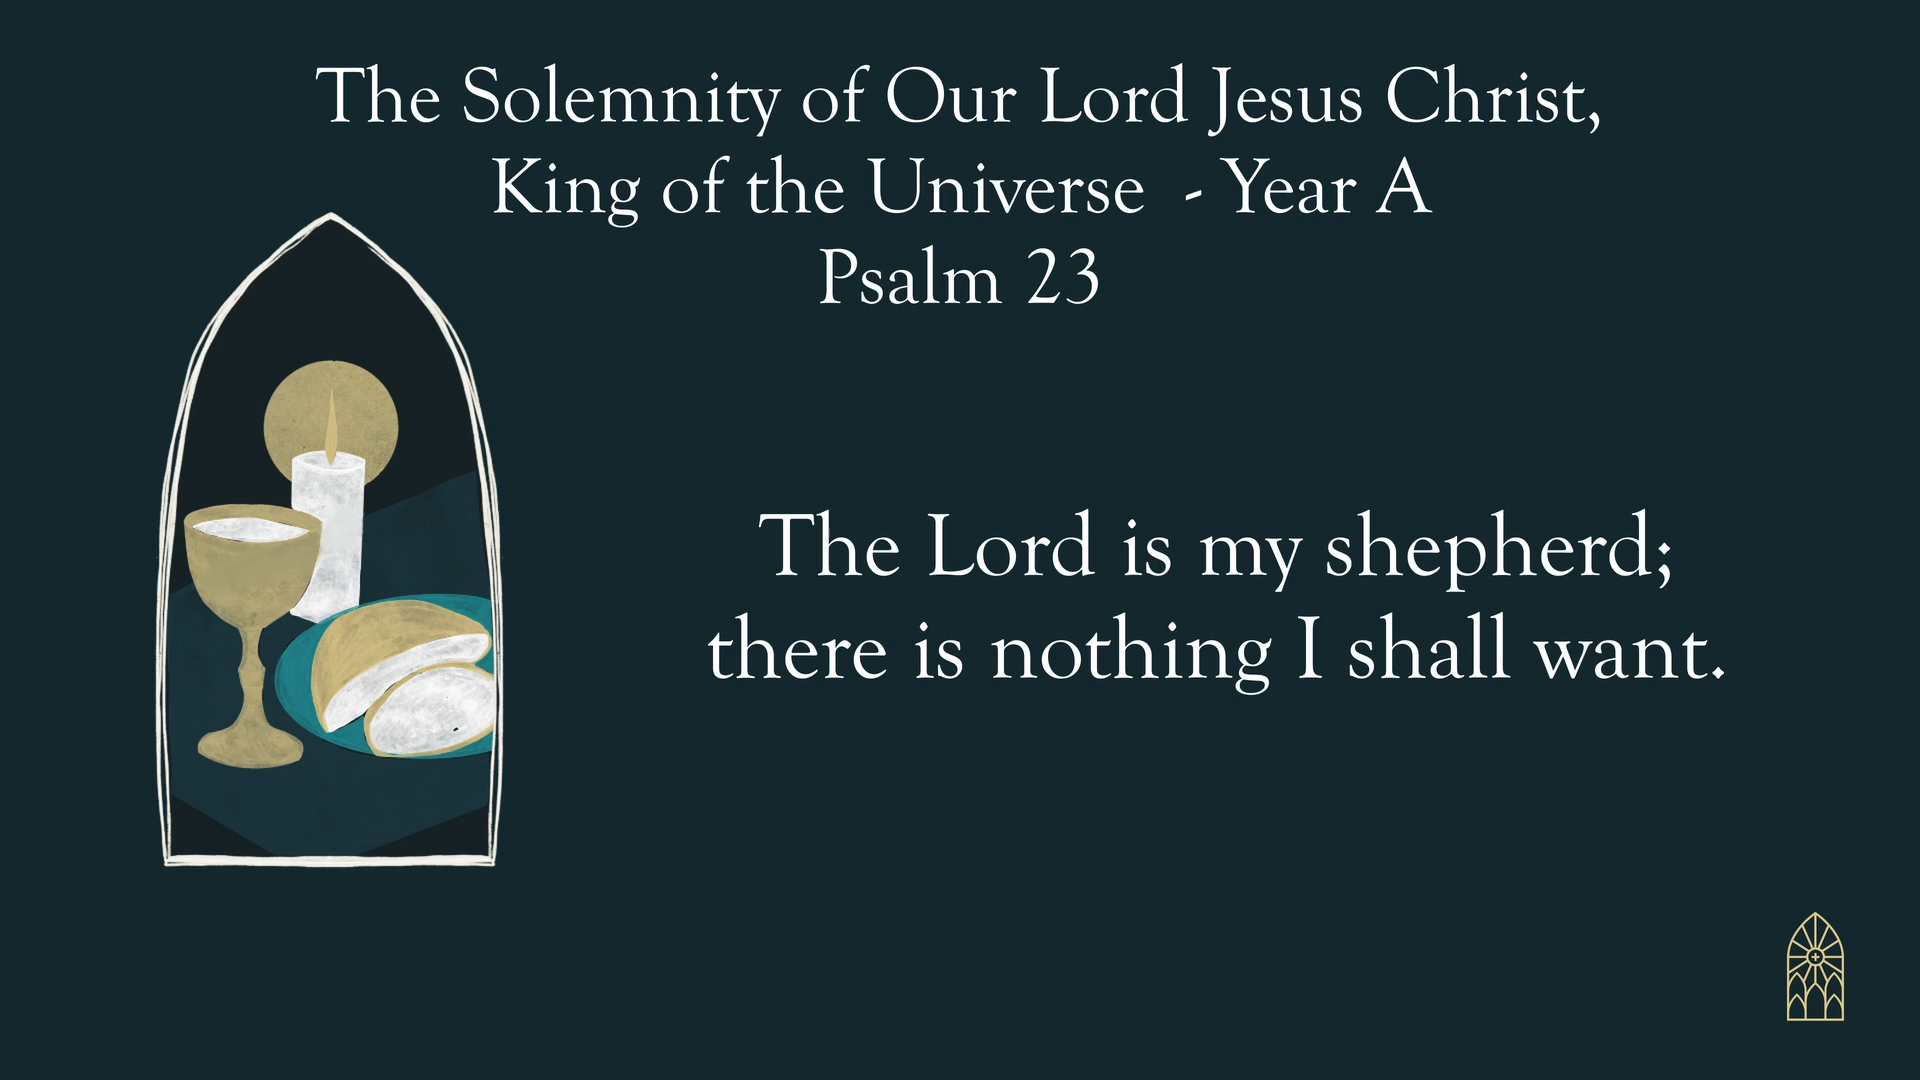 The Solemnity of Our Lord Jesus Christ,
King of the Universe  - Year A
Psalm 23
The Lord is my shepherd;
there is nothing I shall want.